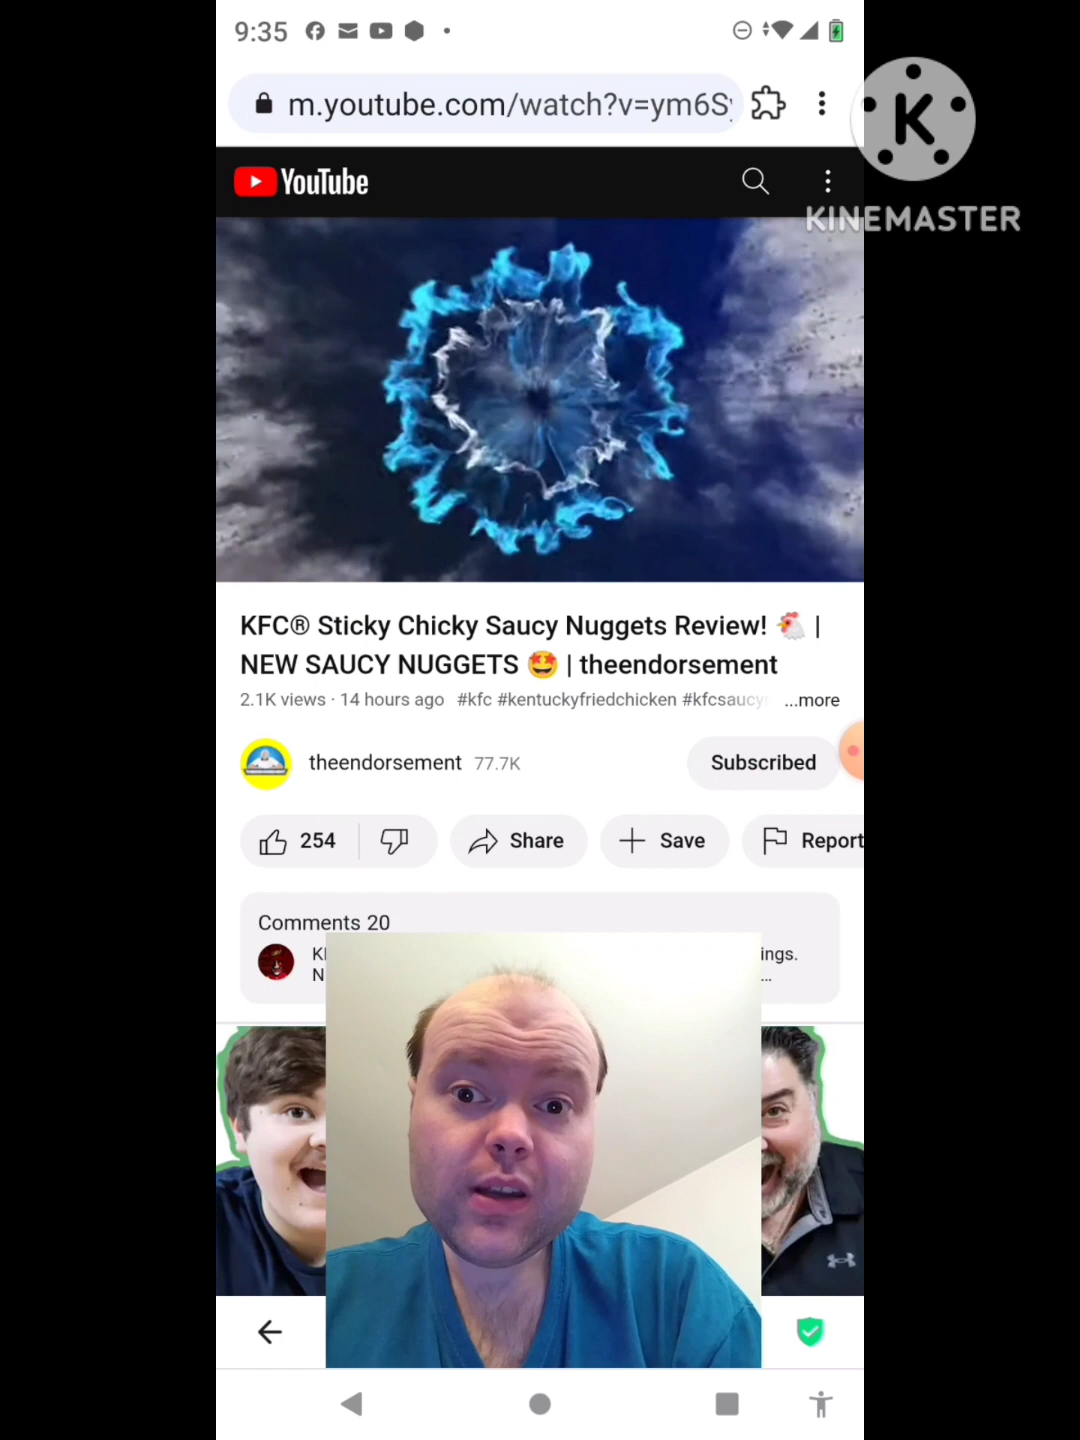 9:35
m.youtube.com/watch?v=ym6Sy
K
KINEMASTER
YouTube
KFC® Sticky Chicky Saucy Nuggets Review! 🐔 |
NEW SAUCY NUGGETS 🤩 | theendorsement
2.1K views · 14 hours ago #kfc #kentuckyfriedchicken #kfcsaucy ...more
theendorsement 77.7K
Subscribed
254
Share
Save
Report
Comments 20
ings.
N
...